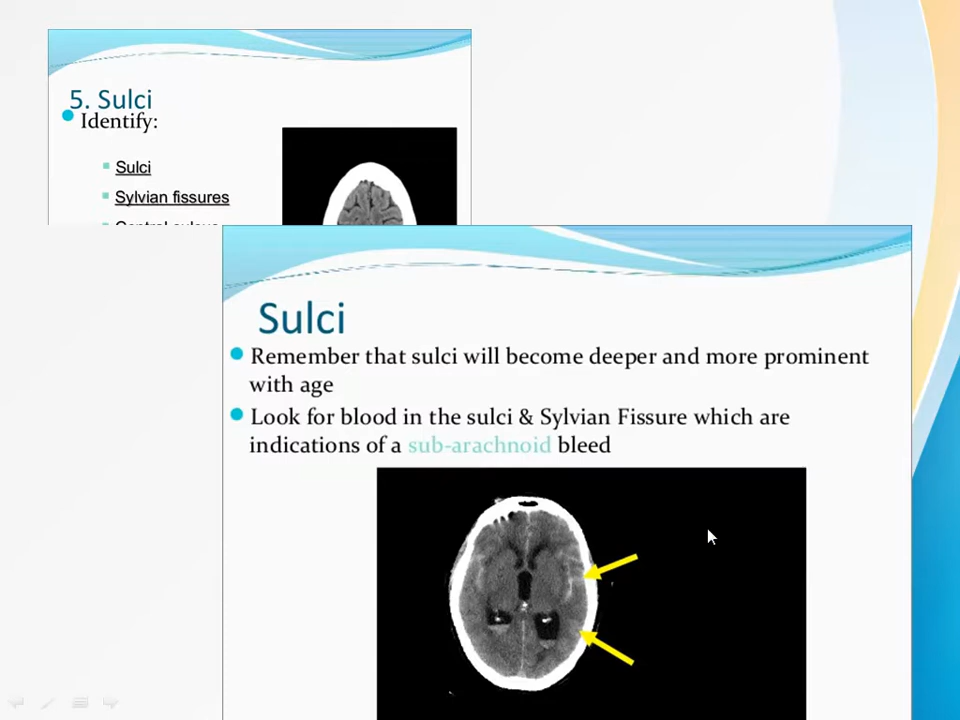 5. Sulci
Identify:
Sulci
Sylvian fissures
Sulci
Remember that sulci will become deeper and more prominent
with age
Look for blood in the sulci & Sylvian Fissure which are
indications of a sub-arachnoid bleed